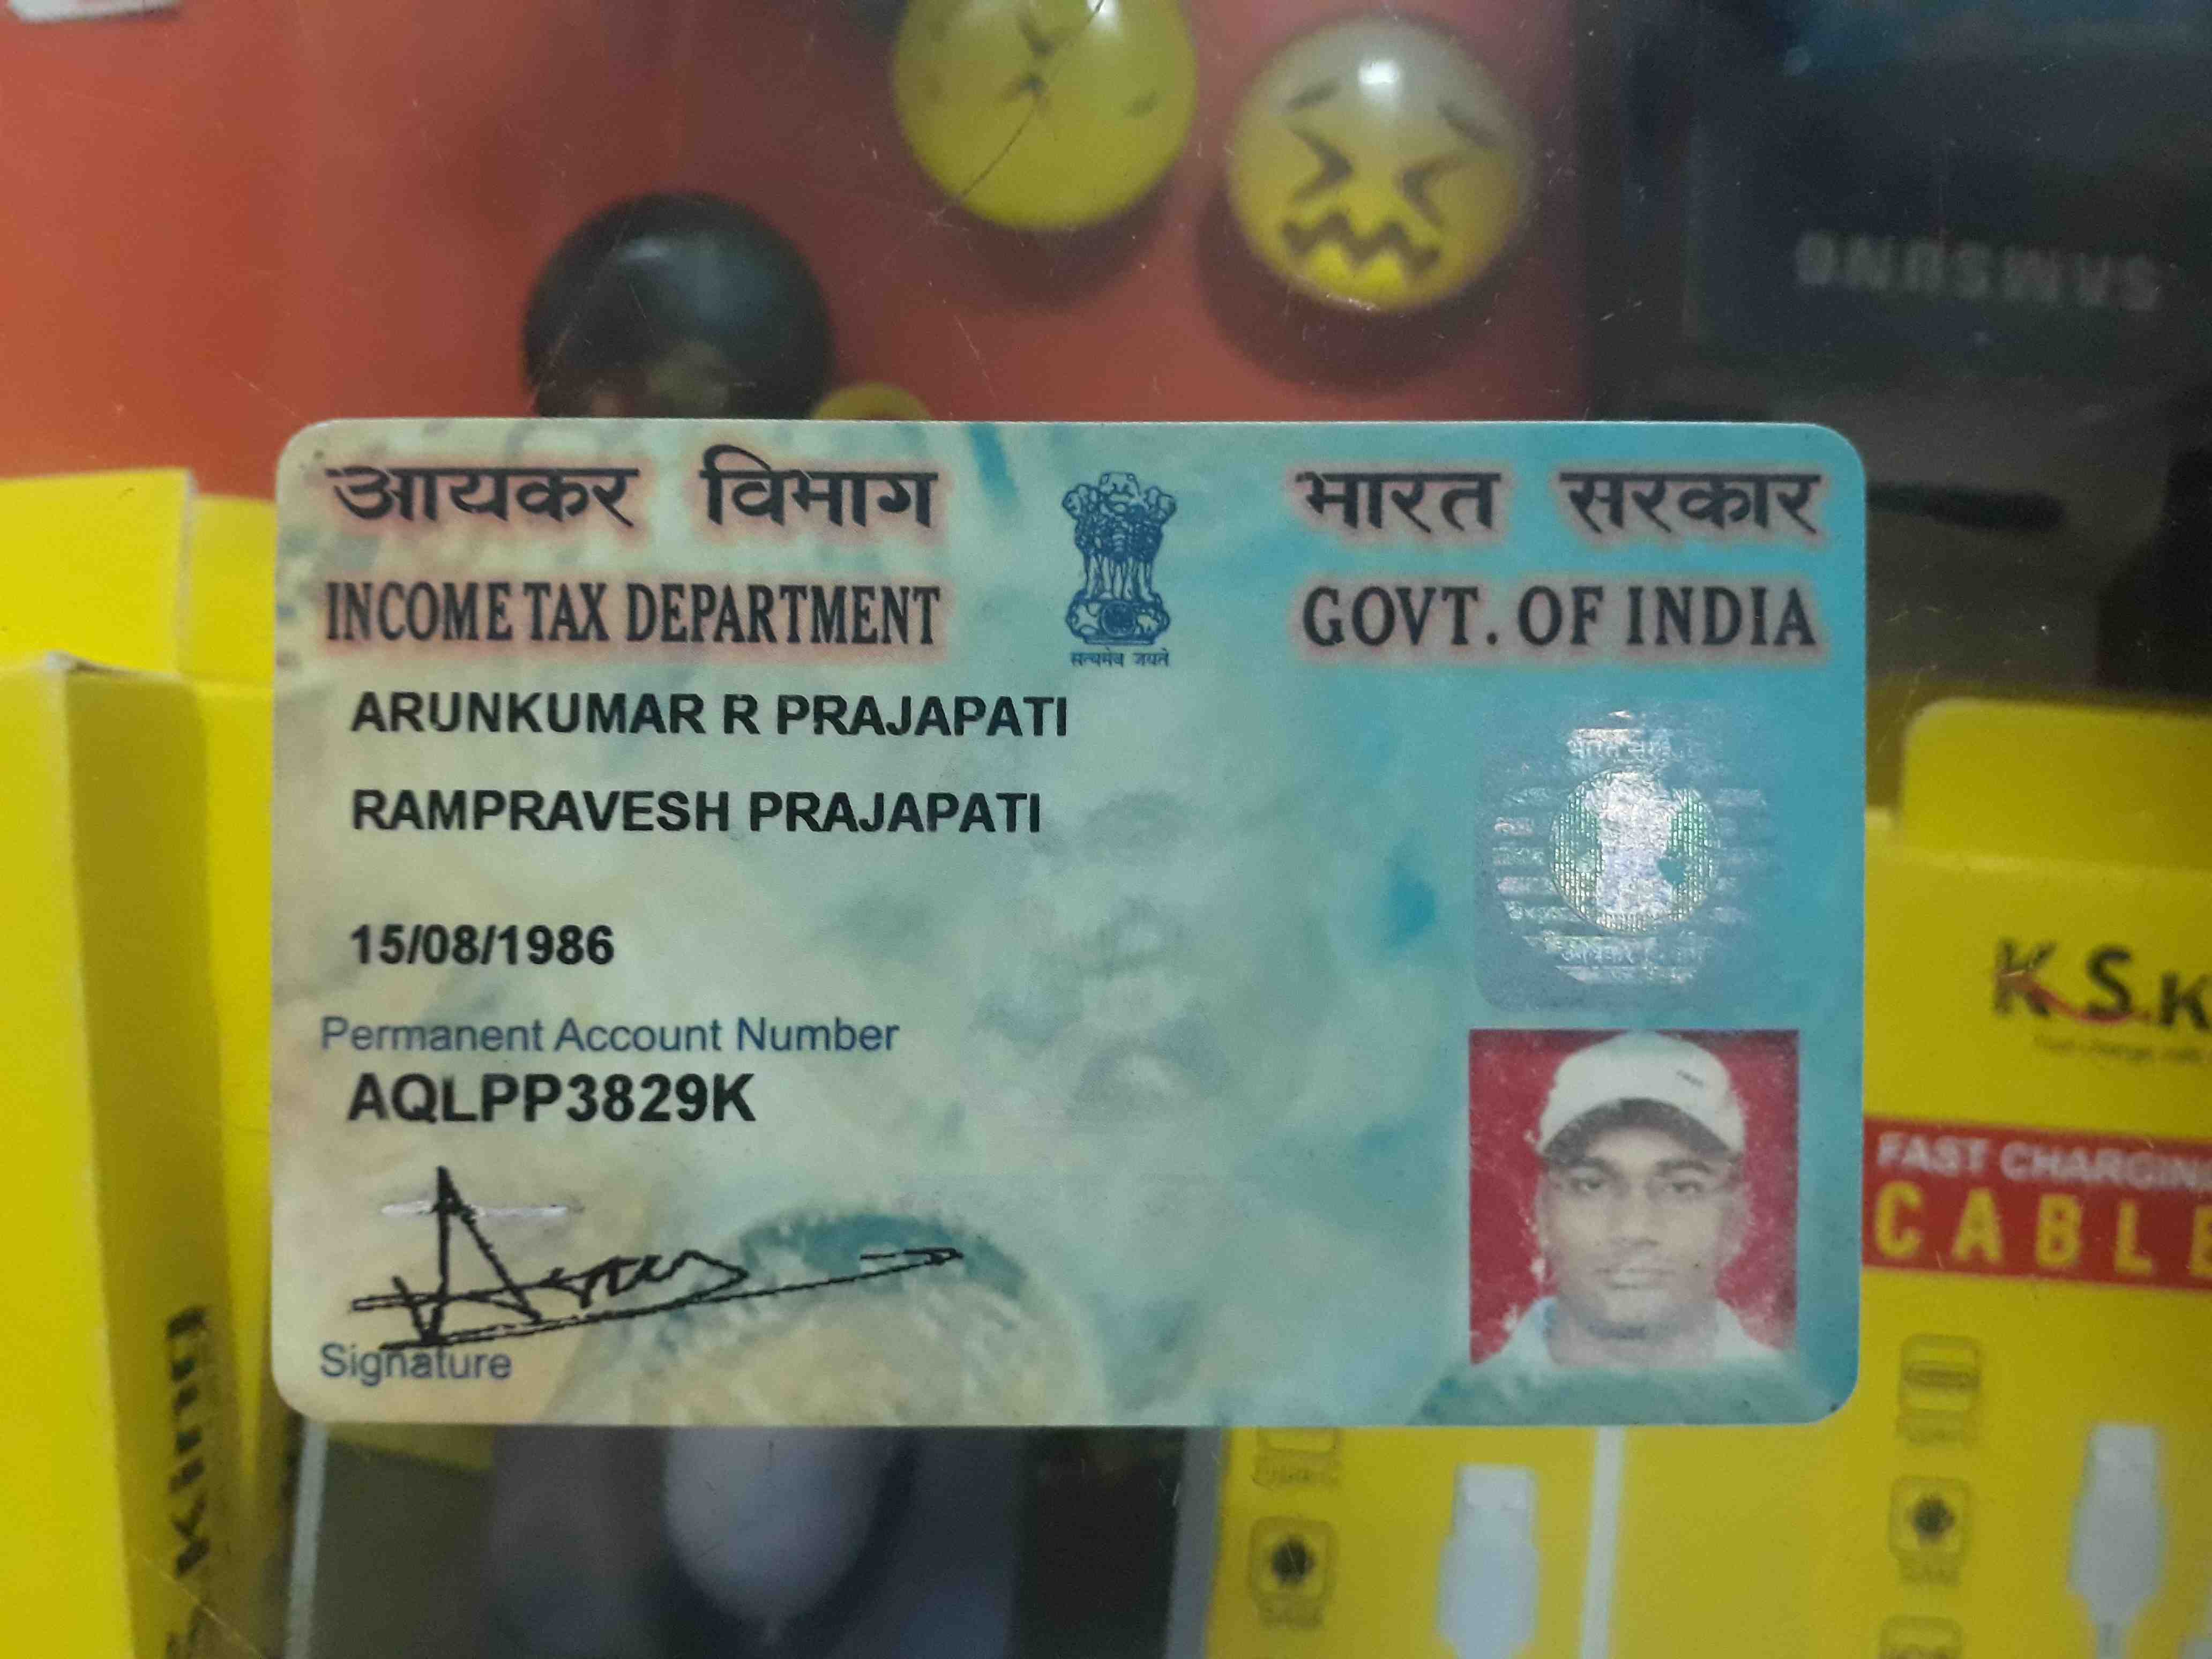 SAMSUNG
आयकर विभाग
भारत सरकार
INCOME TAX DEPARTMENT
GOVT. OF INDIA
सत्यमेव जयते
ARUNKUMAR R PRAJAPATI
RAMPRAVESH PRAJAPATI
15/08/1986
Permanent Account Number
AQLPP3829K
Signature
K.S.K
FAST CHARGIN
CABLE